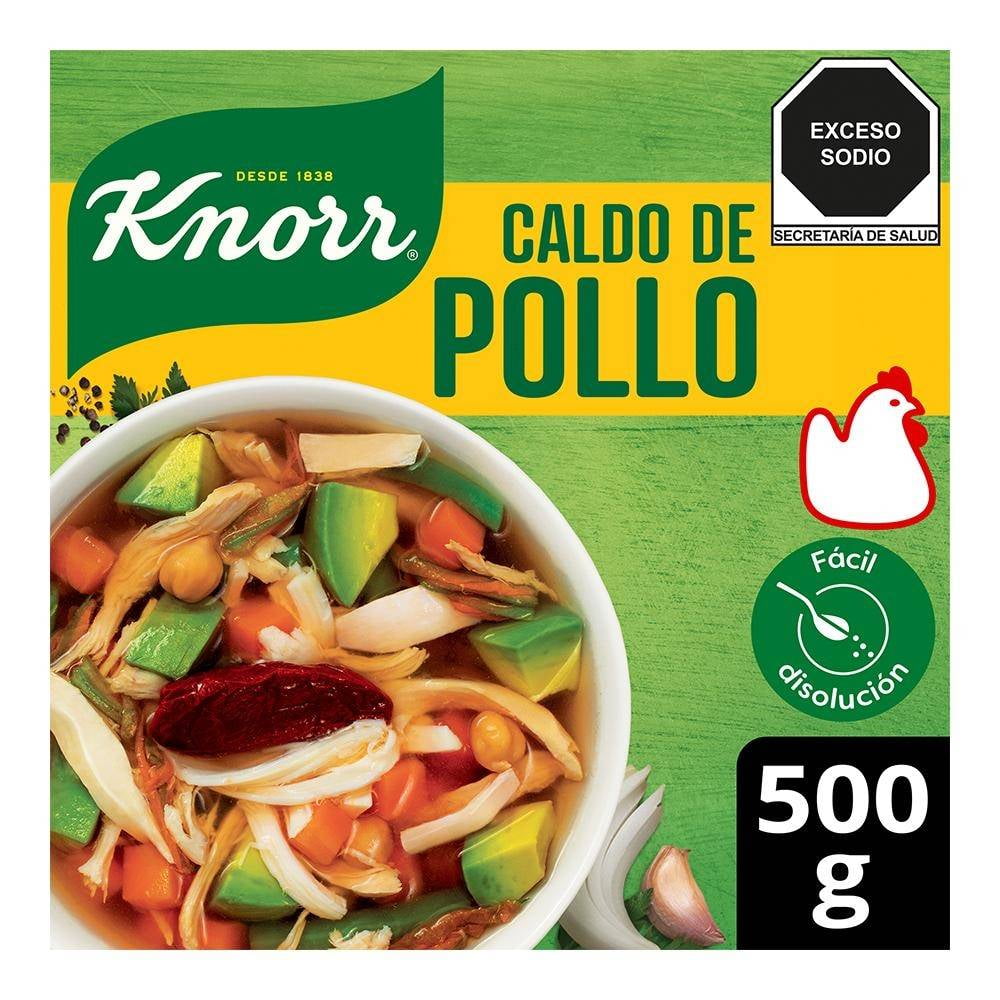 DESDE 1838
Knorr®
CALDO DE
POLLO
EXCESO
SODIO
SECRETARÍA DE SALUD
Fácil
disolución
500
g